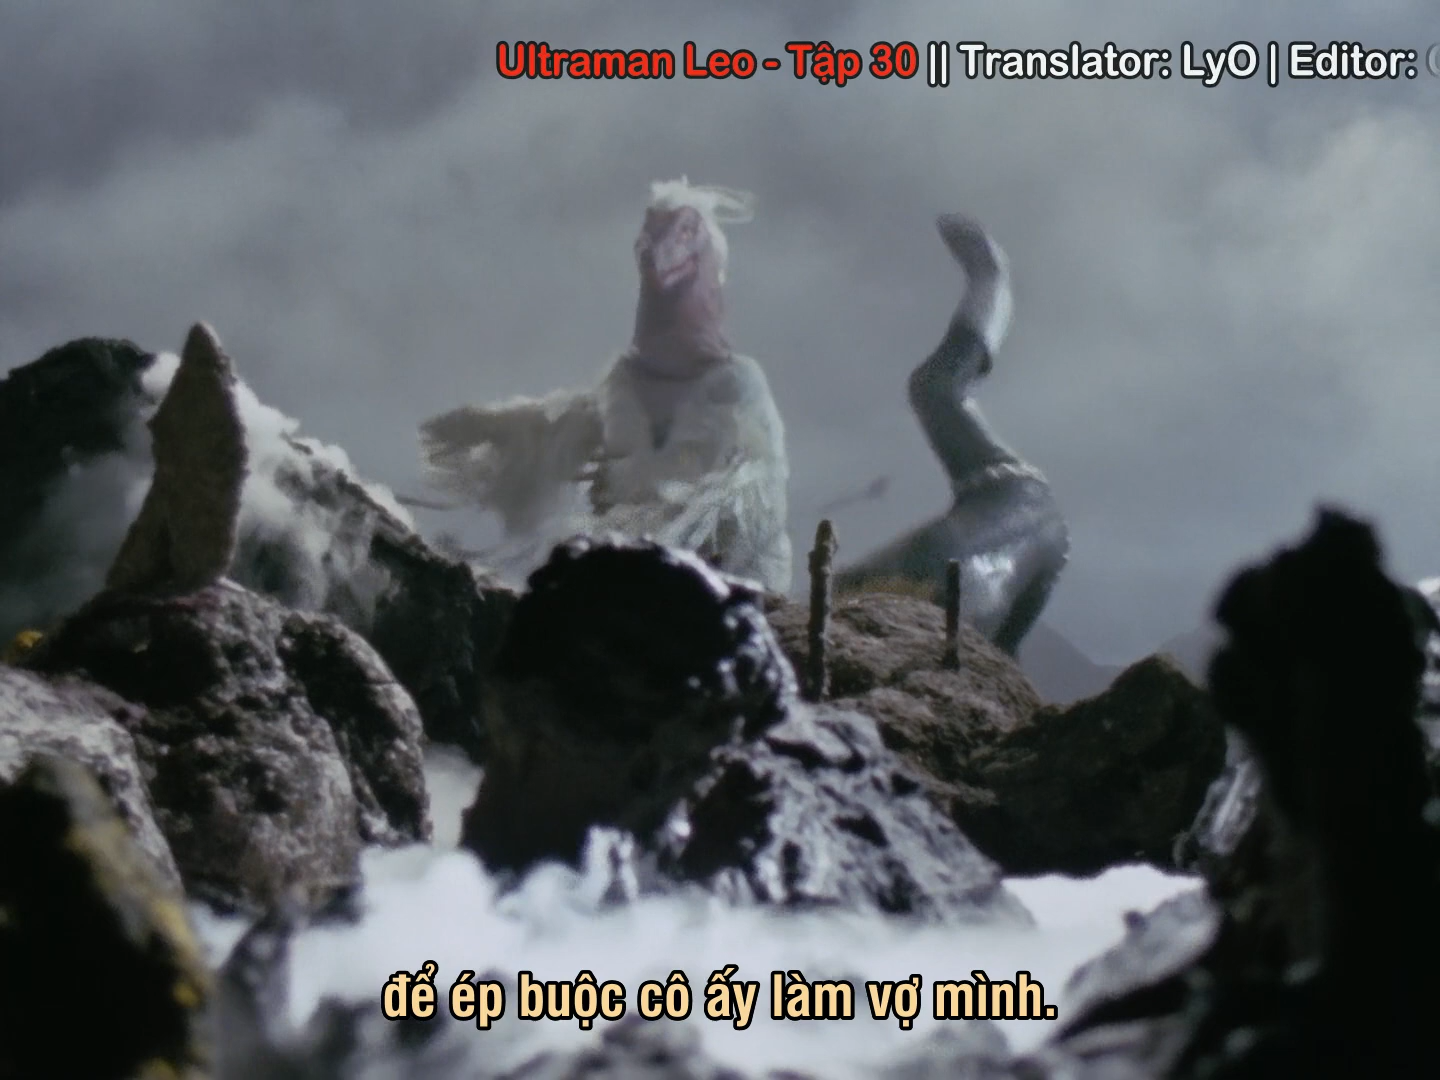 Ultraman Leo - Tập 30 || Translator: LyO | Editor:
để ép buộc cô ấy làm vợ mình.